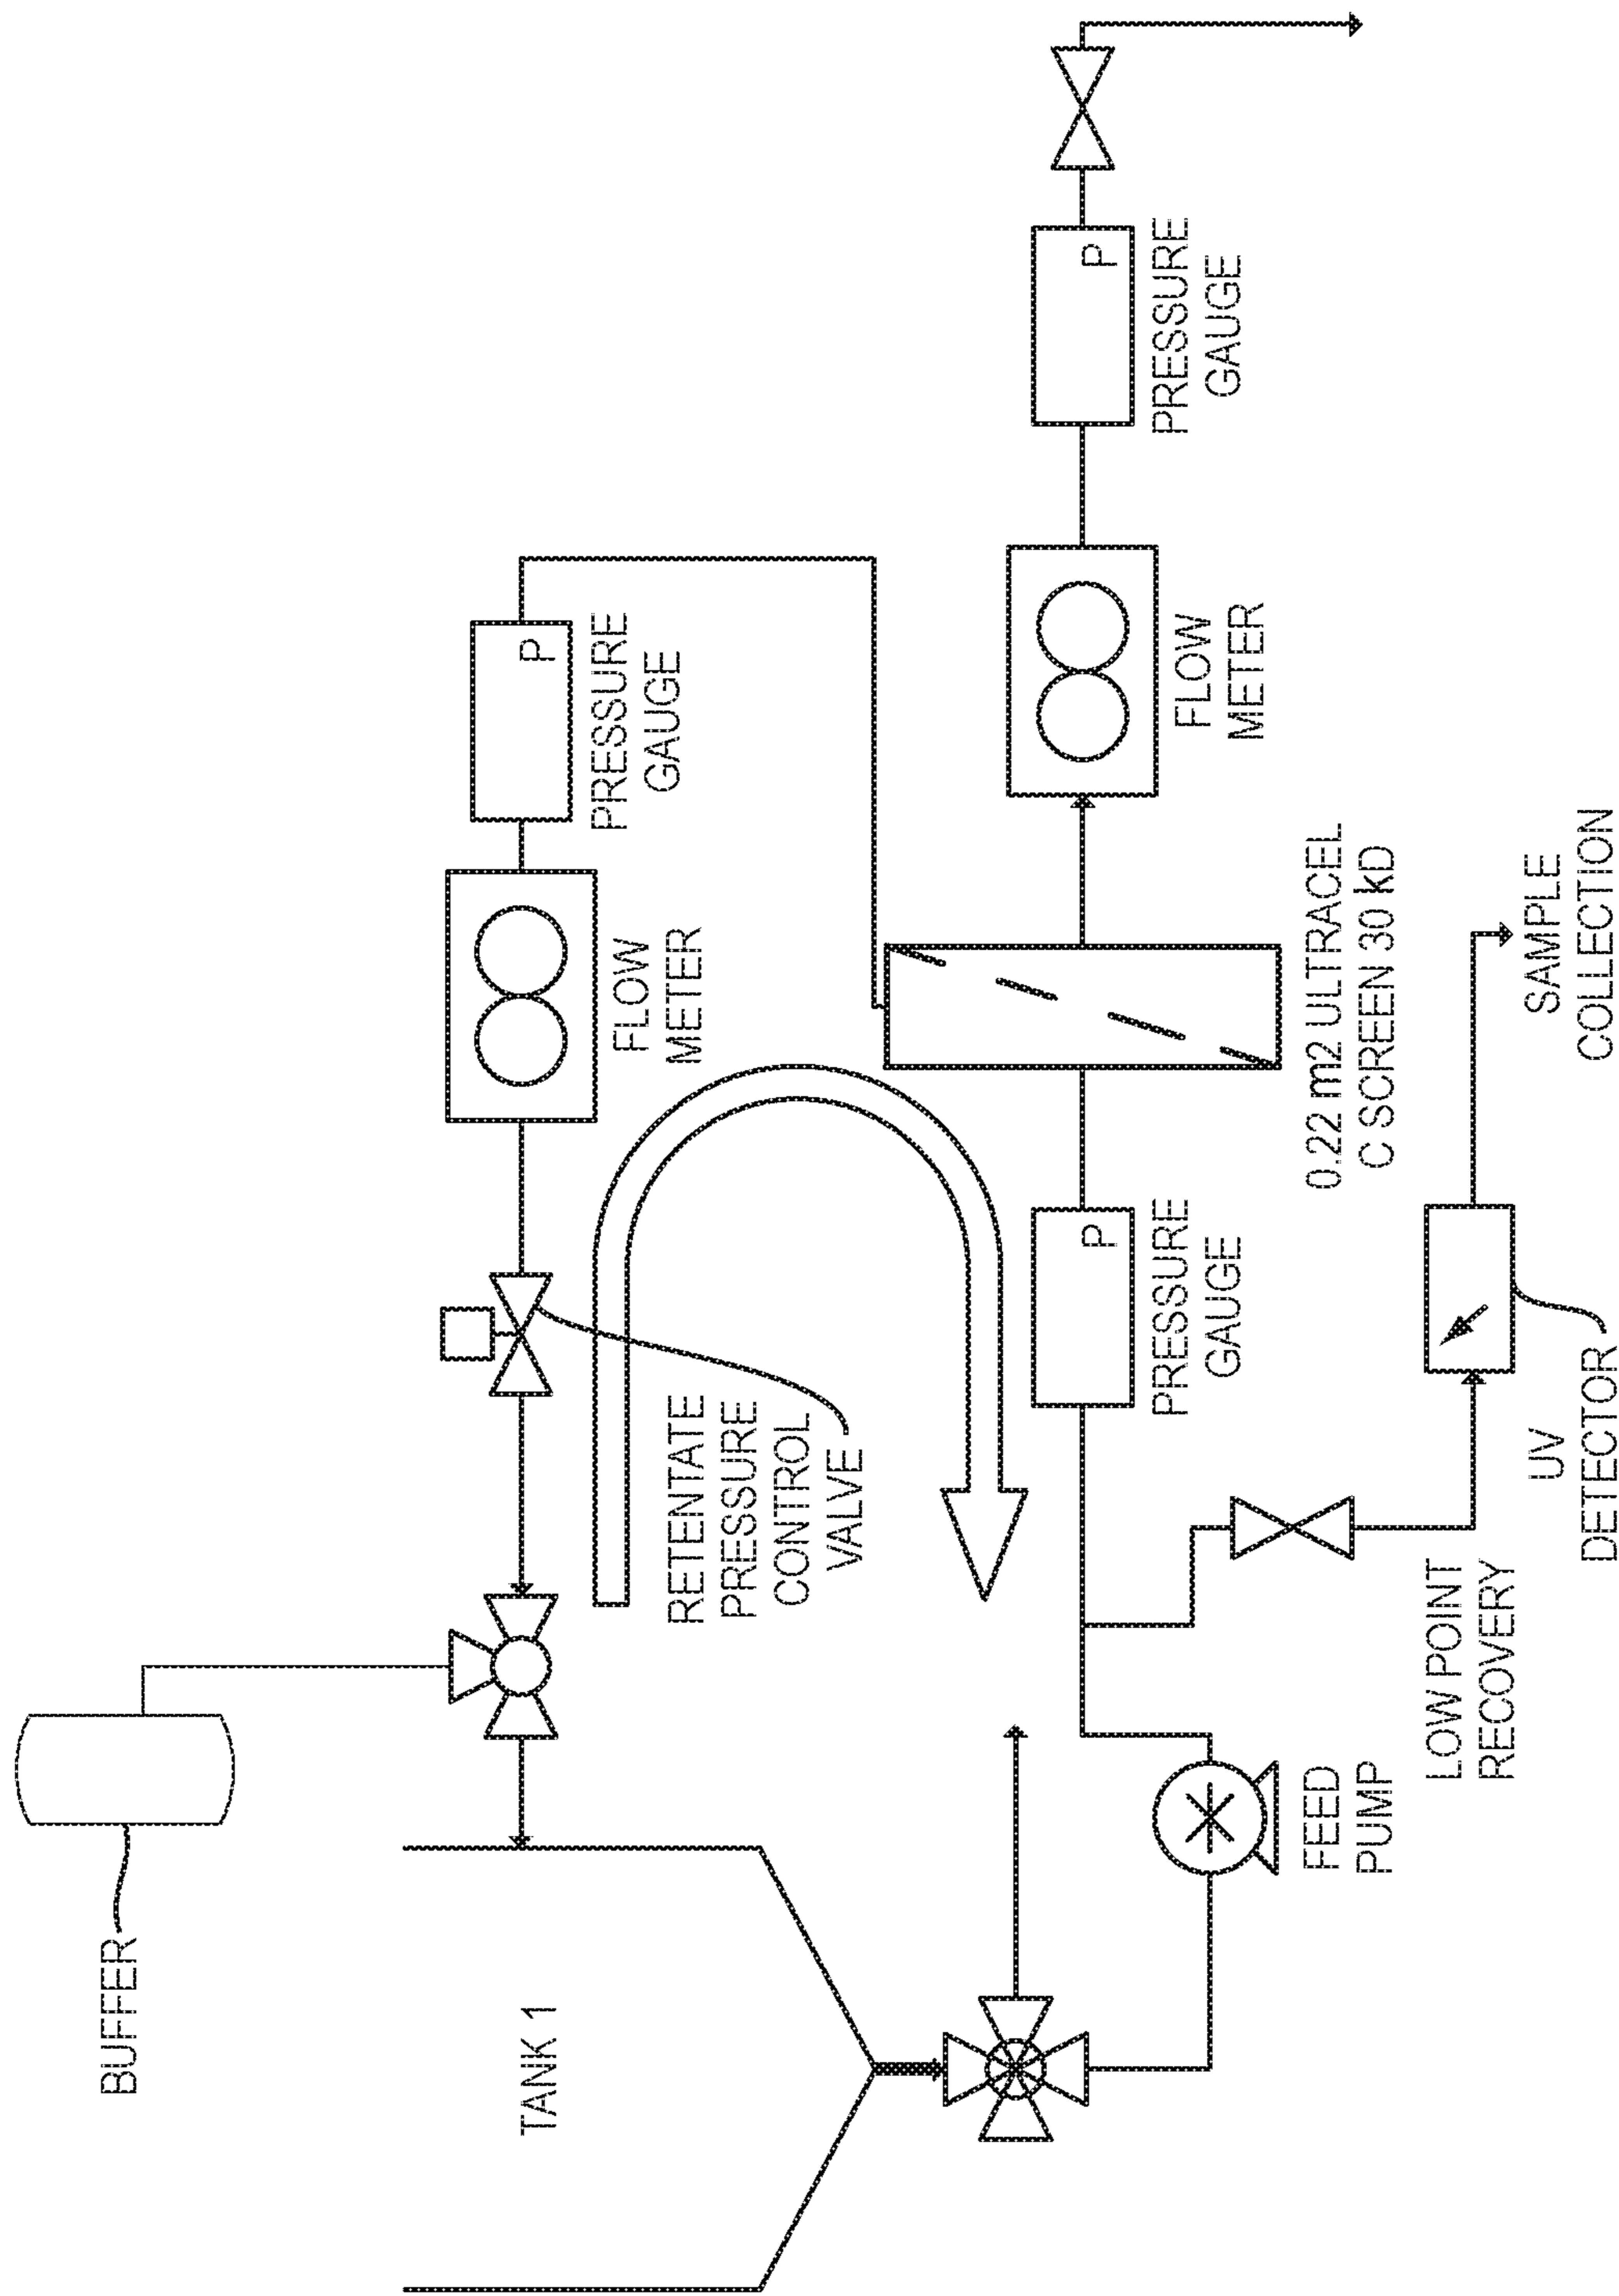 BUFFER
TANK 1
P
PRESSURE
GAUGE
FLOW
METER
RETENTATE
PRESSURE
CONTROL
VALVE
P
PRESSURE
GAUGE
FLOW
METER
P
PRESSURE
GAUGE
0.22 m2 ULTRACEL
C SCREEN 30 kD
FEED
PUMP
LOW POINT
RECOVERY
UV
DETECTOR
SAMPLE
COLLECTION